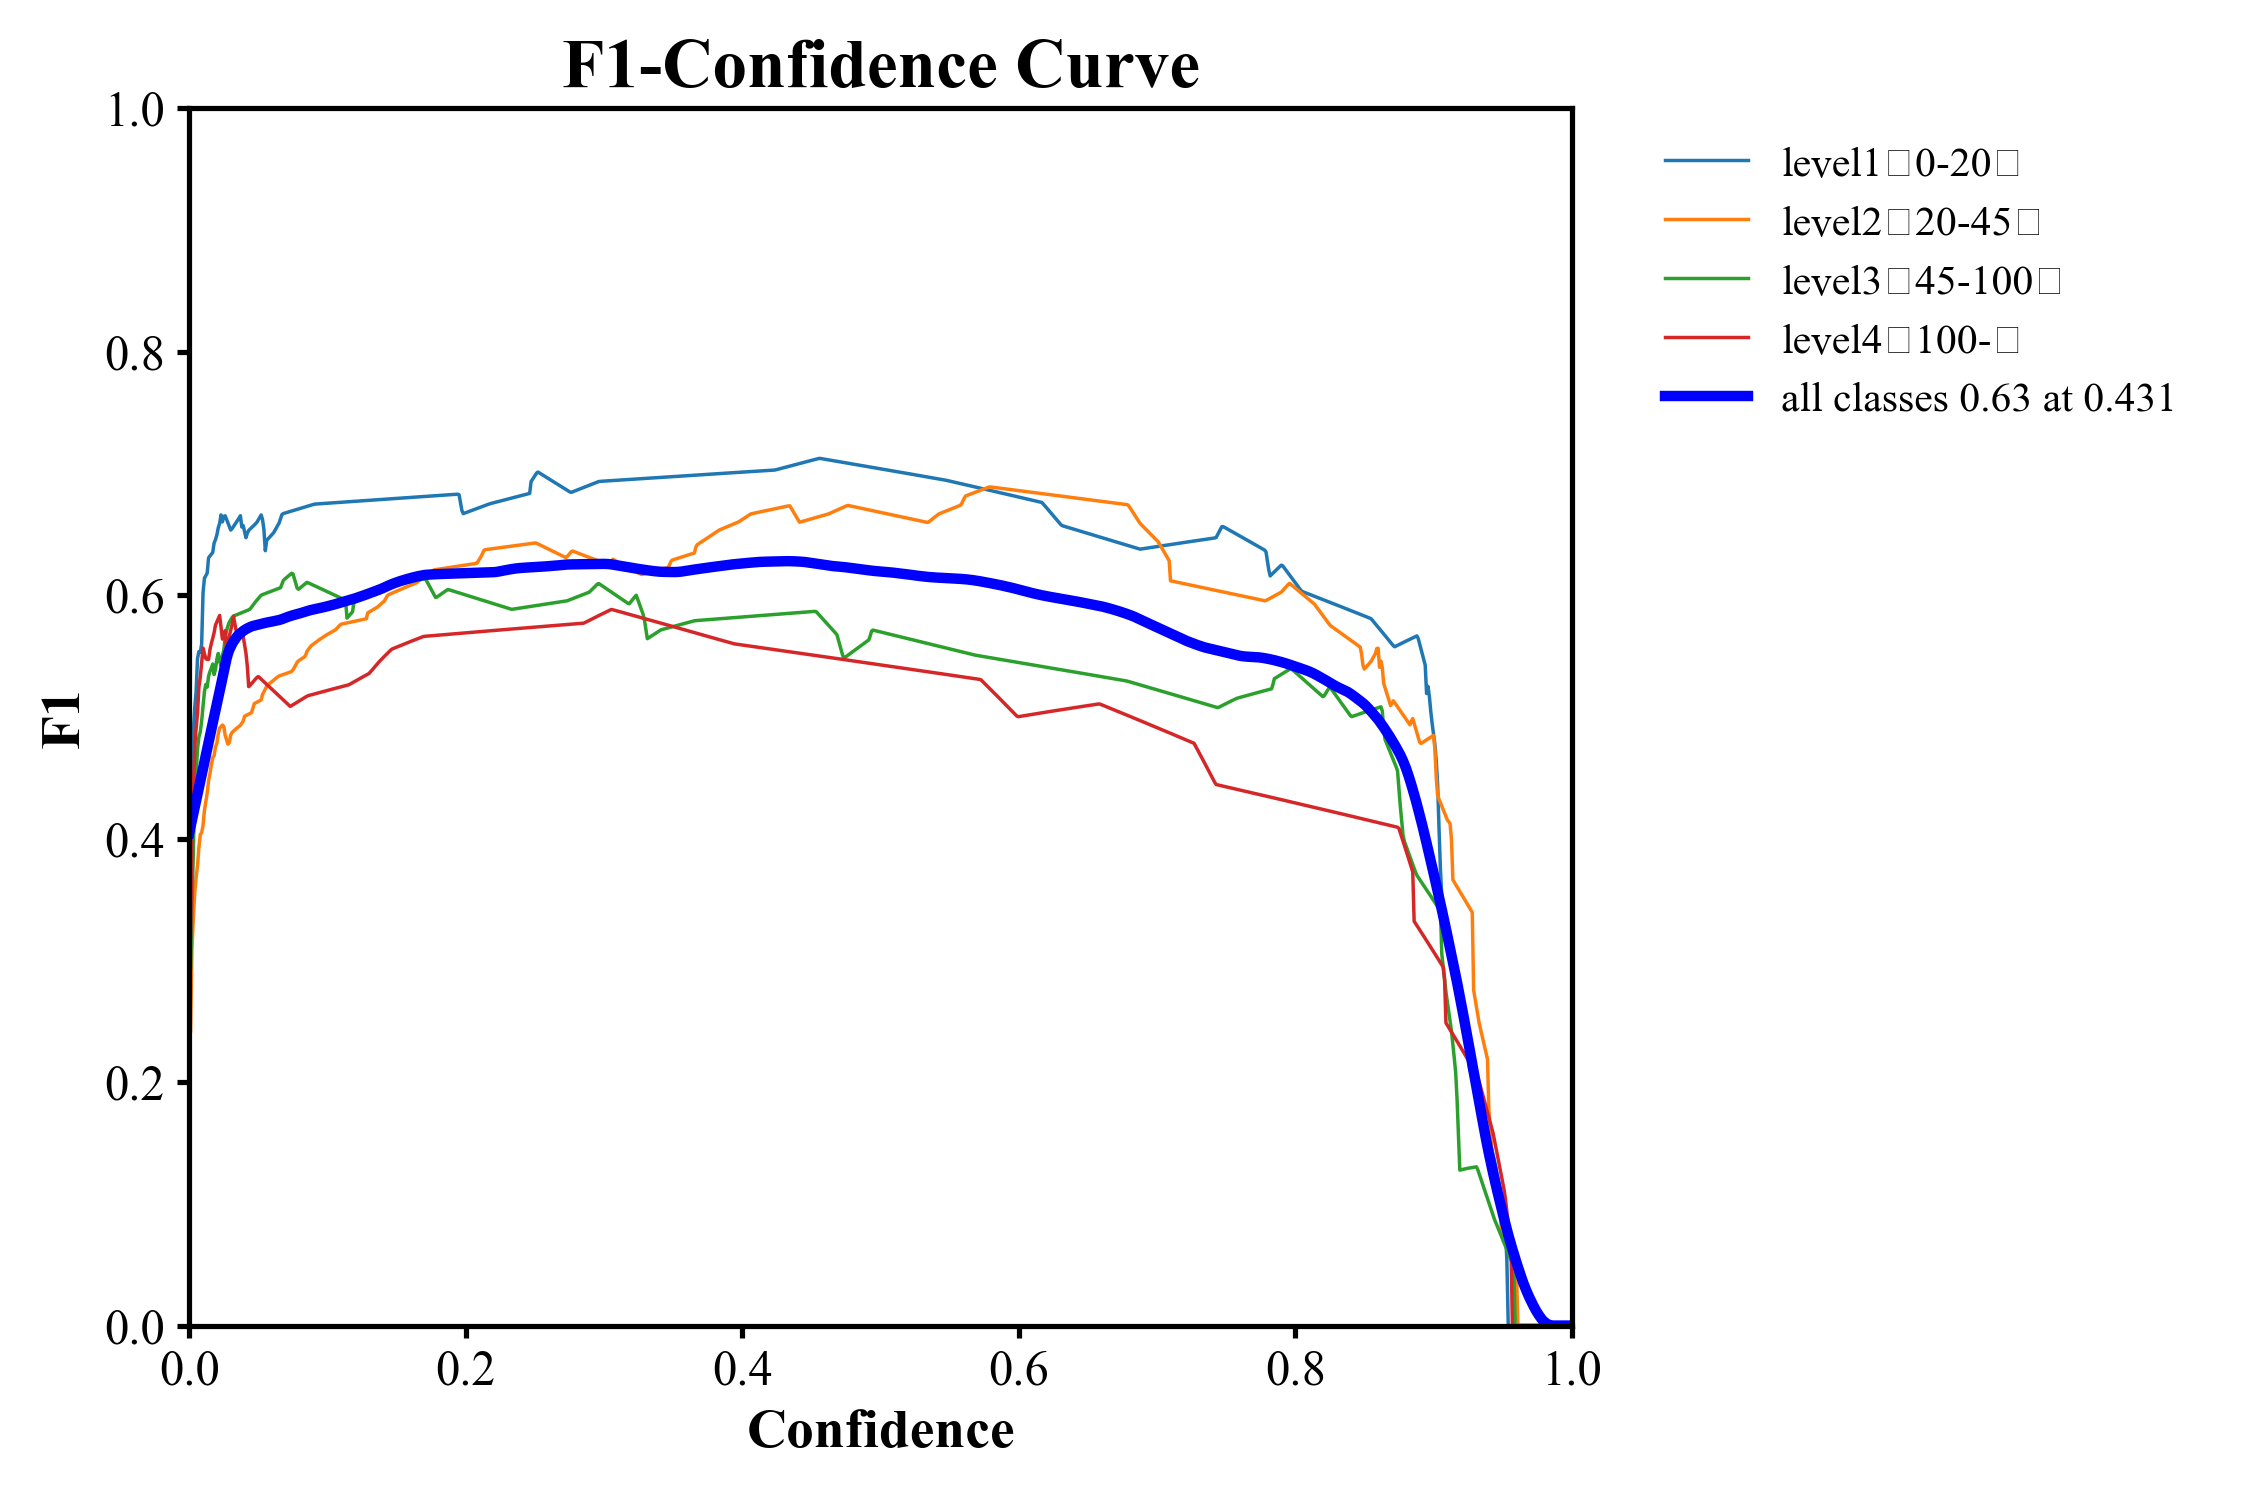 F1-Confidence Curve
1.0
0.8
0.6
0.4
0.2
0.0
F1
0.0 0.2 0.4 0.6 0.8 1.0
Confidence
level1□0-20□
level2□20-45□
level3□45-100□
level4□100-□
all classes 0.63 at 0.431